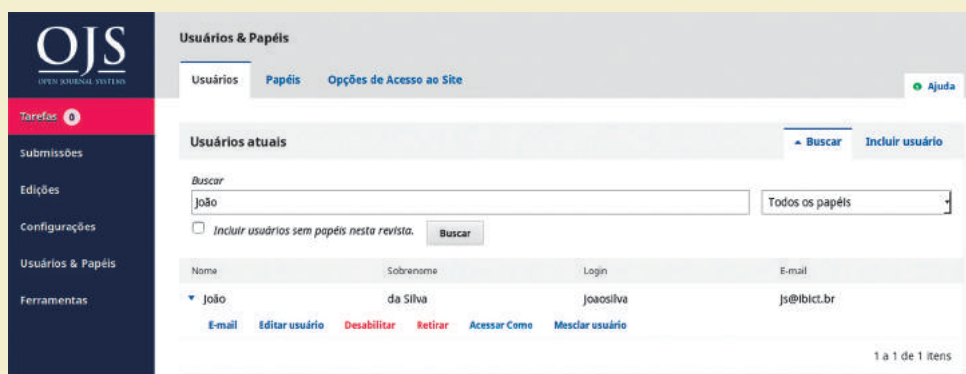 OJS
OPEN JOURNAL SYSTEMS
Tarefas 0
Submissões
Edições
Configurações
Usuários & Papéis
Ferramentas
Usuários & Papéis
Usuários Papéis Opções de Acesso ao Site
Ajuda
Usuários atuais Buscar Incluir usuário
Buscar
João Todos os papéis
Incluir usuários sem papéis nesta revista. Buscar
Nome Sobrenome Login E-mail
João da Silva joaosilva js@ibict.br
E-mail Editar usuário Desabilitar Retirar Acessar Como Mesclar usuário
1 a 1 de 1 itens